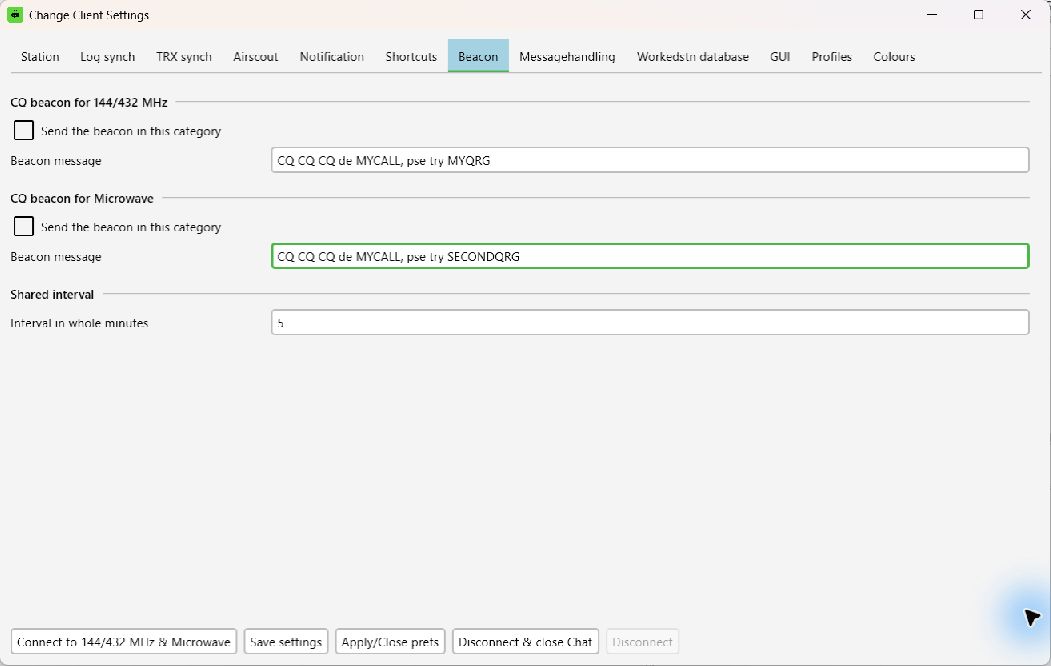 Change Client Settings
Station Log synch TRX synch Airscout Notification Shortcuts Beacon Messagehandling Workedstn database GUI Profiles Colours
CQ beacon for 144/432 MHz
Send the beacon in this category
Beacon message CQ CQ CQ de MYCALL, pse try MYQRG
CQ beacon for Microwave
Send the beacon in this category
Beacon message CQ CQ CQ de MYCALL, pse try SECONDQRG
Shared interval
Interval in whole minutes 5
Connect to 144/432 MHz & Microwave Save settings Apply/Close prefs Disconnect & close Chat Disconnect